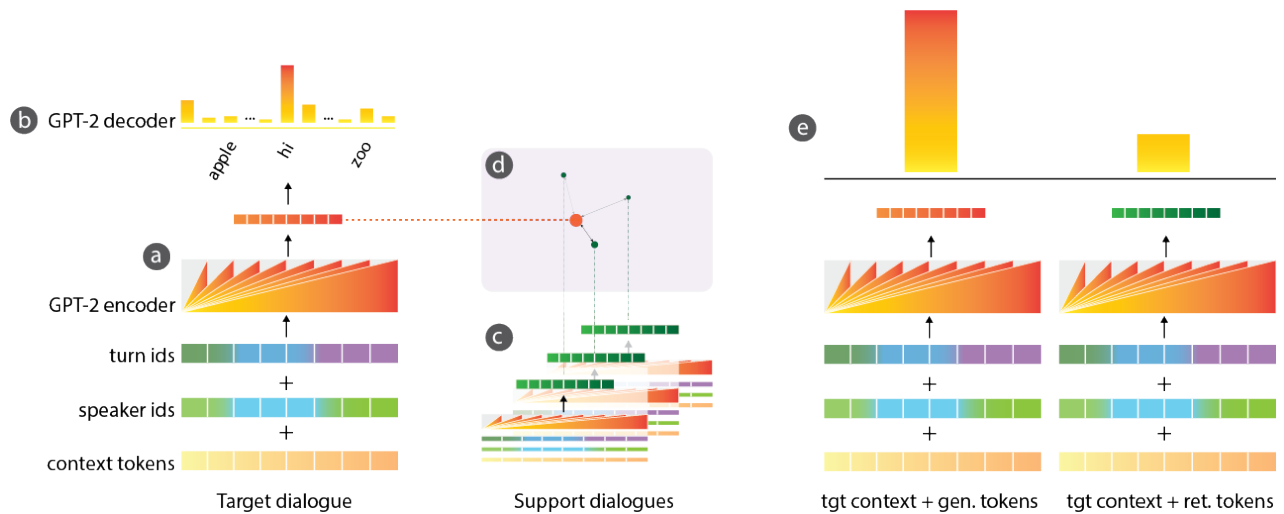 b GPT-2 decoder
... ...
apple hi zoo
a
GPT-2 encoder
turn ids
+
speaker ids
+
context tokens
Target dialogue
d
c
Support dialogues
e
+ +
+ +
tgt context + gen. tokens tgt context + ret. tokens